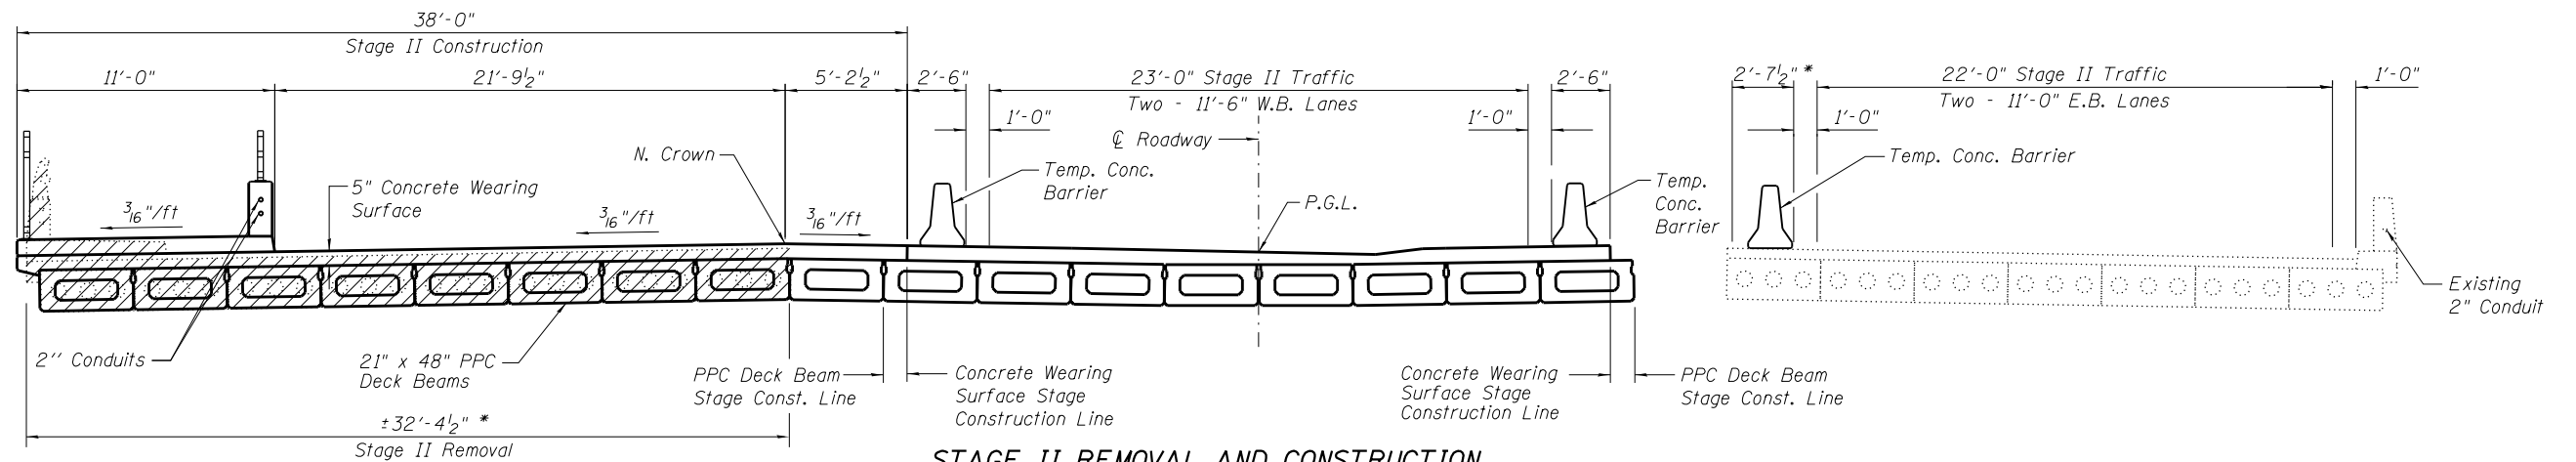 38'-0"
Stage II Construction
11'-0"
21'-9½"
5'-2½"
2'-6"
23'-0" Stage II Traffic
Two - 11'-6" W.B. Lanes
2'-6"
2'-7½" *
22'-0" Stage II Traffic
Two - 11'-0" E.B. Lanes
1'-0"
1'-0"
1'-0"
1'-0"
℄ Roadway
N. Crown
Temp. Conc.
Barrier
Temp. Conc. Barrier
5" Concrete Wearing
Surface
Temp.
Conc.
Barrier
P.G.L.
3/16"/ft
3/16"/ft
3/16"/ft
Existing
2" Conduit
2'' Conduits
21" x 48" PPC
Deck Beams
PPC Deck Beam
Stage Const. Line
Concrete Wearing
Surface Stage
Construction Line
Concrete Wearing
Surface Stage
Construction Line
PPC Deck Beam
Stage Const. Line
±32'-4½" *
Stage II Removal
STAGE II REMOVAL AND CONSTRUCTION